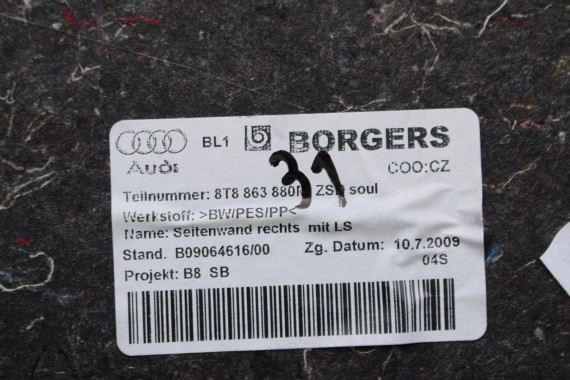 BL1 BORGERS
Audi COO:CZ
31
Teilnummer: 8T8 863 880 soul
Werkstoff: >BW/PES/PP<
Name: Seitenwand rechts mit LS
Stand. B09064616/00 Zg. Datum: 10.7.2009
04S
Projekt: B8 SB